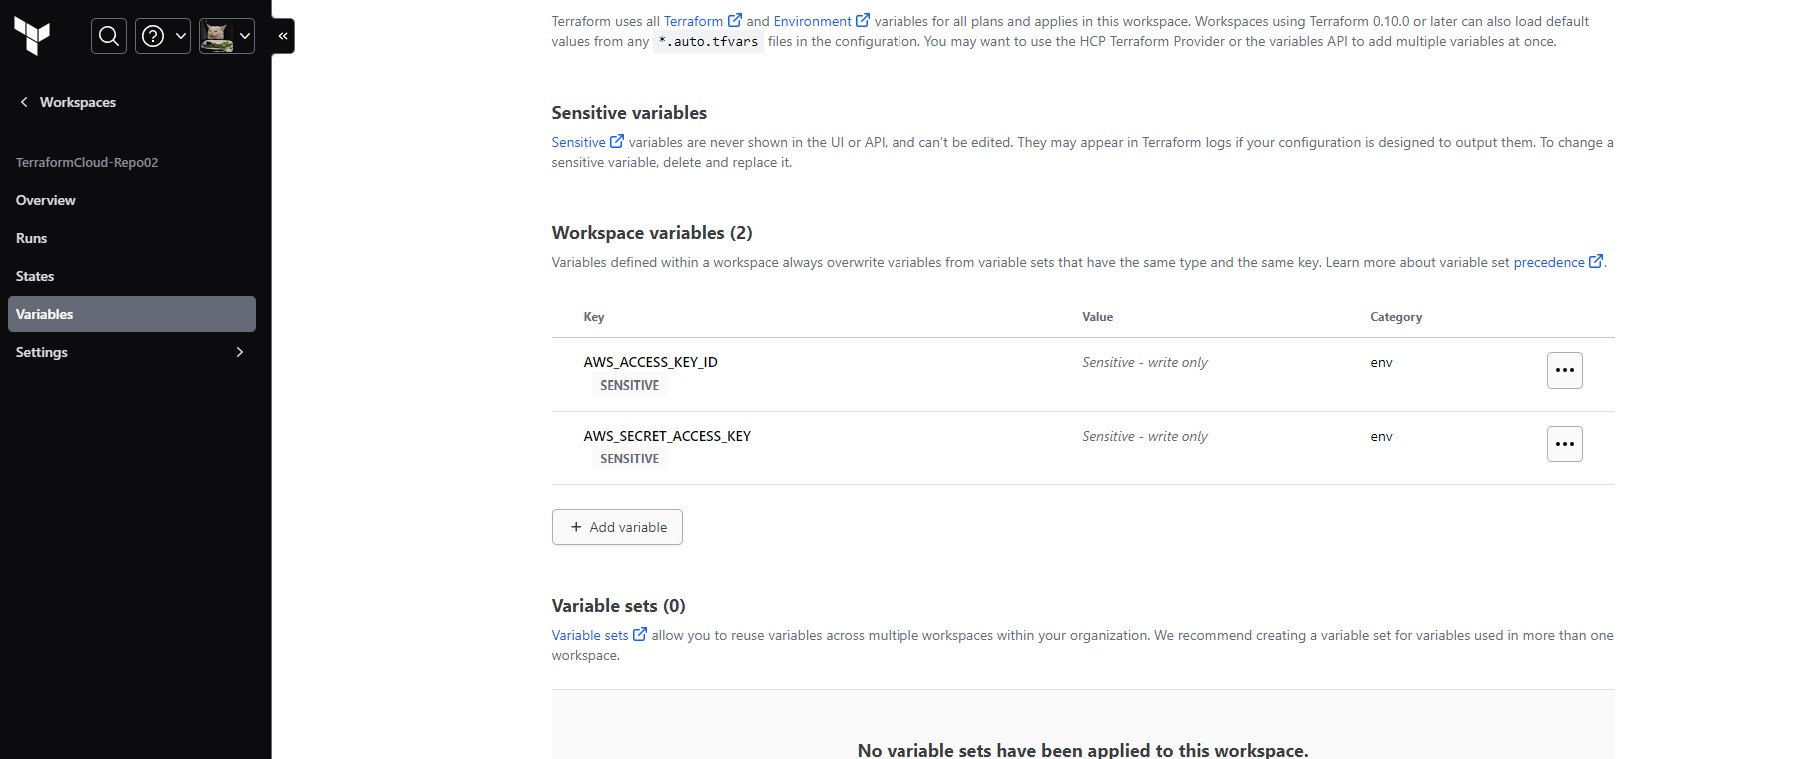 Terraform uses all Terraform and Environment variables for all plans and applies in this workspace. Workspaces using Terraform 0.10.0 or later can also load default
values from any *.auto.tfvars files in the configuration. You may want to use the HCP Terraform Provider or the variables API to add multiple variables at once.
Workspaces
TerraformCloud-Repo02
Overview
Runs
States
Variables
Settings
Sensitive variables
Sensitive variables are never shown in the UI or API, and can't be edited. They may appear in Terraform logs if your configuration is designed to output them. To change a
sensitive variable, delete and replace it.
Workspace variables (2)
Variables defined within a workspace always overwrite variables from variable sets that have the same type and the same key. Learn more about variable set precedence.
Key Value Category
AWS_ACCESS_KEY_ID Sensitive - write only env
SENSITIVE
AWS_SECRET_ACCESS_KEY Sensitive - write only env
SENSITIVE
+ Add variable
Variable sets (0)
Variable sets allow you to reuse variables across multiple workspaces within your organization. We recommend creating a variable set for variables used in more than one
workspace.
No variable sets have been applied to this workspace.